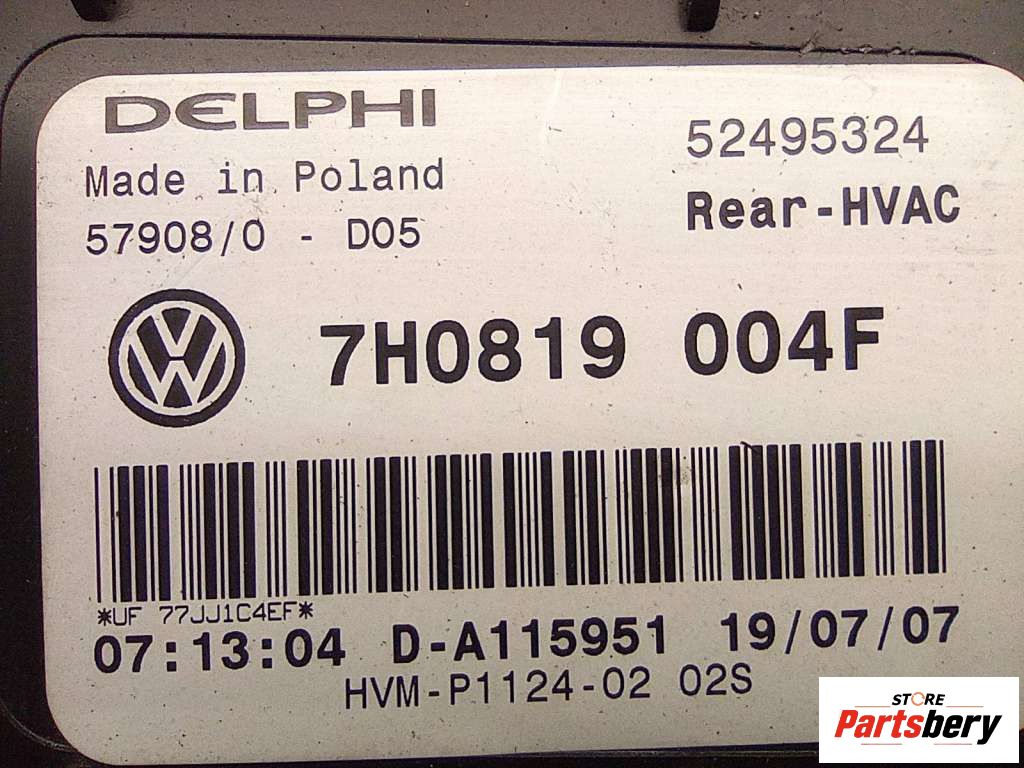 DELPHI
52495324
Made in Poland
Rear-HVAC
57908/0 - D05
7H0819 004F
*UF 77JJ1C4EF*
07:13:04 D-A115951 19/07/07
HVM-P1124-02 02S
STORE
Partsbery